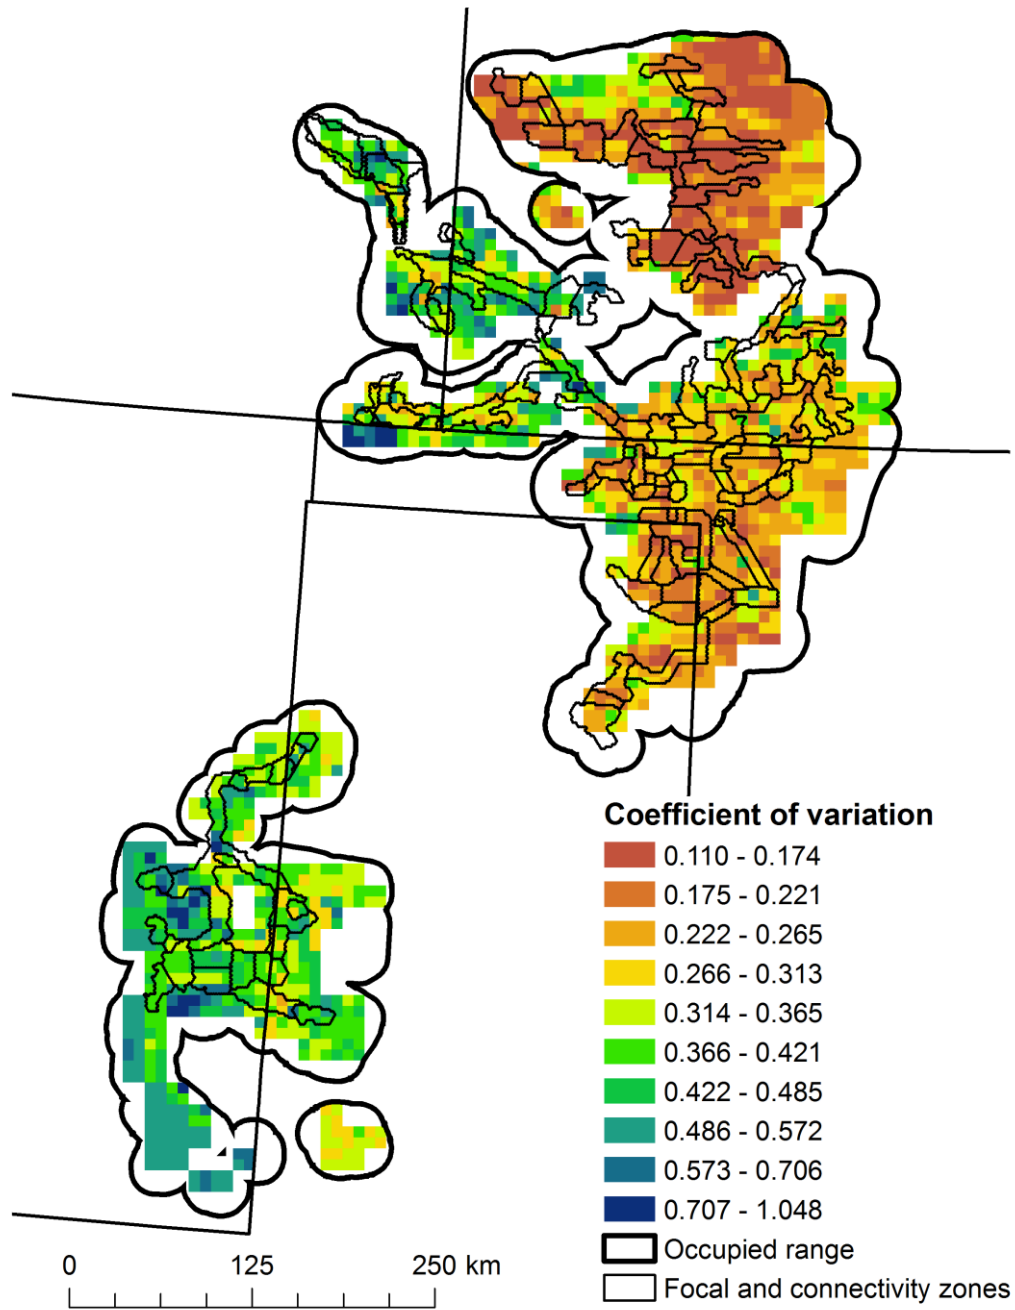 Coefficient of variation
0.110 - 0.174
0.175 - 0.221
0.222 - 0.265
0.266 - 0.313
0.314 - 0.365
0.366 - 0.421
0.422 - 0.485
0.486 - 0.572
0.573 - 0.706
0.707 - 1.048
Occupied range
Focal and connectivity zones
0 125 250 km